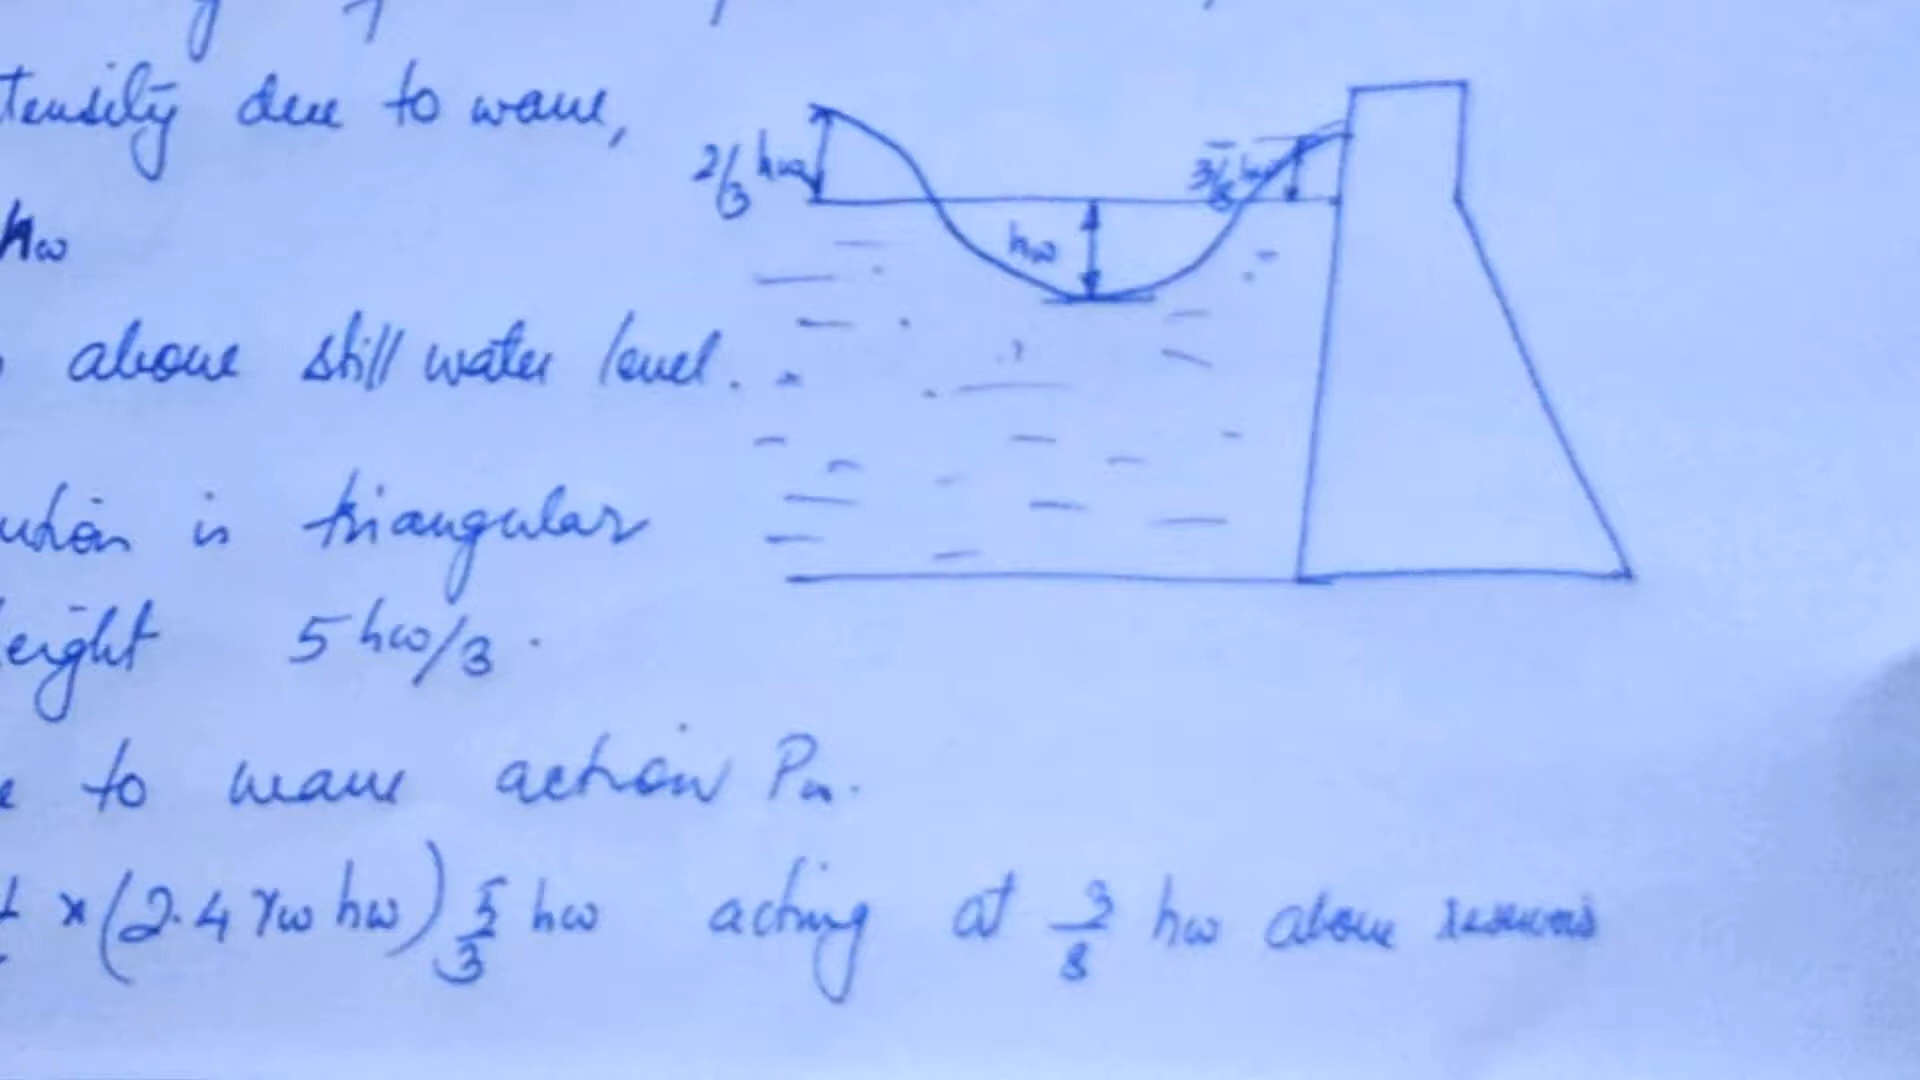 tensity due to wave,
2/3 hw
3/8 hw
hw
hw
above still water level.
ution is triangular
eight 5hw/3.
e to wave action Pw.
x (2.4 γw hw) 5/3 hw acting at 3/8 hw above